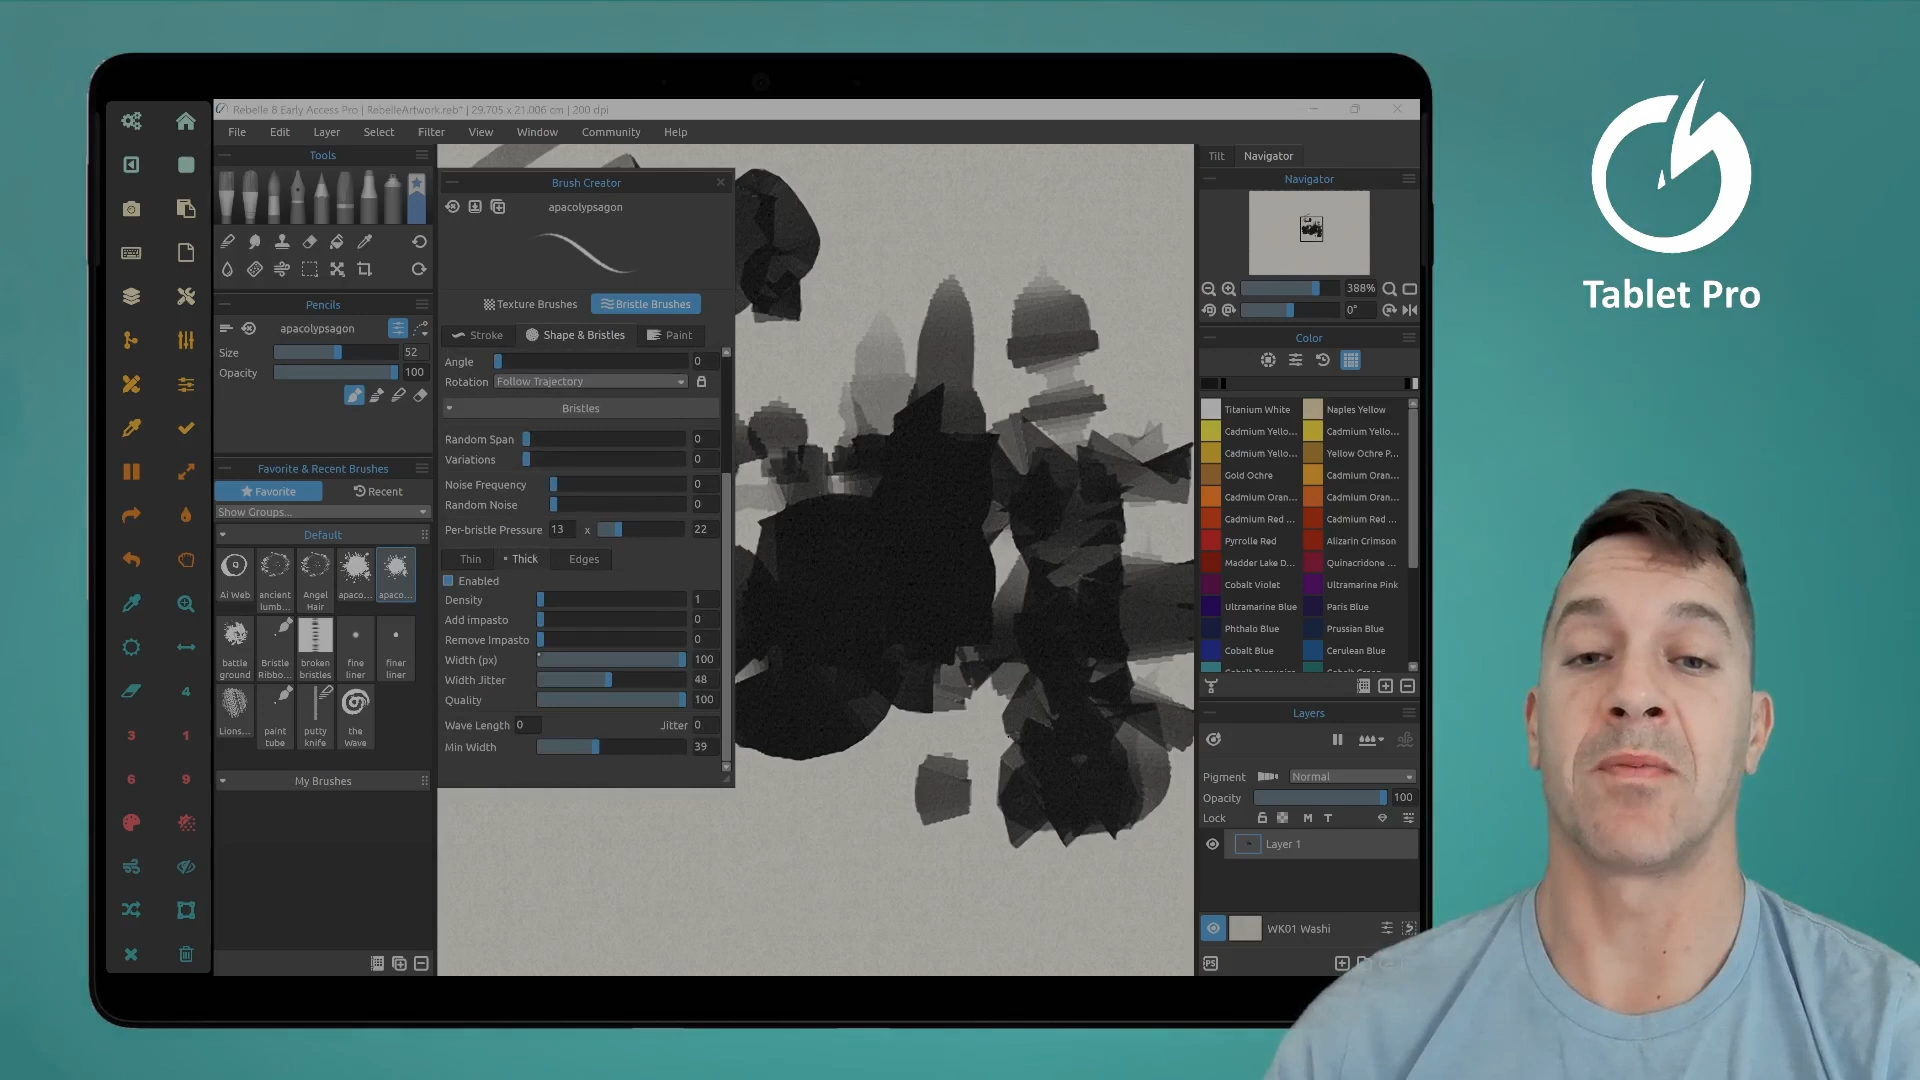 Rebelle 8 Early Access Pro | RebelleArtwork.reb* | 29.705 x 21.006 cm | 200 dpi
File Edit Layer Select Filter View Window Community Help
Tools
Pencils
apacolypsagon
Size 52
Opacity 100
Favorite & Recent Brushes
Favorite Recent
Show Groups...
Default
Ai Web
ancient lumb...
Angel Hair
apaco...
apaco...
battle ground
Bristle Ribbo...
broken bristles
fine liner
finer liner
Lions...
paint tube
putty knife
the Wave
My Brushes
4
3 1
6 9
Brush Creator
apacolypsagon
Texture Brushes Bristle Brushes
Stroke Shape & Bristles Paint
Angle 0
Rotation Follow Trajectory
Bristles
Random Span 0
Variations 0
Noise Frequency 0
Random Noise 0
Per-bristle Pressure 13 x 22
Thin Thick Edges
Enabled
Density 1
Add impasto 0
Remove Impasto 0
Width (px) 100
Width Jitter 48
Quality 100
Wave Length 0 Jitter 0
Min Width 39
Tilt Navigator
Navigator
388%
0°
Color
Titanium White Naples Yellow
Cadmium Yello... Cadmium Yello...
Cadmium Yello... Yellow Ochre P...
Gold Ochre Cadmium Oran...
Cadmium Oran... Cadmium Oran...
Cadmium Red ... Cadmium Red ...
Pyrrolle Red Alizarin Crimson
Madder Lake D... Quinacridone ...
Cobalt Violet Ultramarine Pink
Ultramarine Blue Paris Blue
Phthalo Blue Prussian Blue
Cobalt Blue Cerulean Blue
Layers
Pigment Normal
Opacity 100
Lock M T
Layer 1
WK01 Washi
PS
Tablet Pro